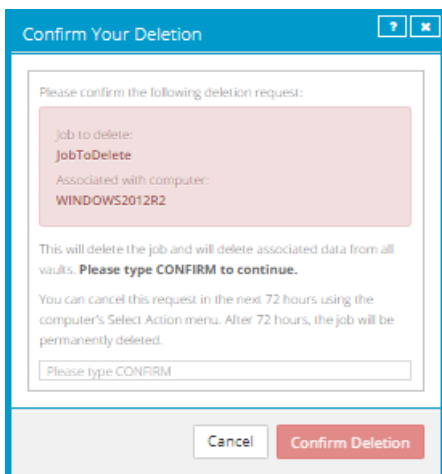 Confirm Your Deletion
? ×
Please confirm the following deletion request:
Job to delete:
JobToDelete
Associated with computer:
WINDOWS2012R2
This will delete the job and will delete associated data from all
vaults. Please type CONFIRM to continue.
You can cancel this request in the next 72 hours using the
computer's Select Action menu. After 72 hours, the job will be
permanently deleted.
Please type CONFIRM
Cancel Confirm Deletion